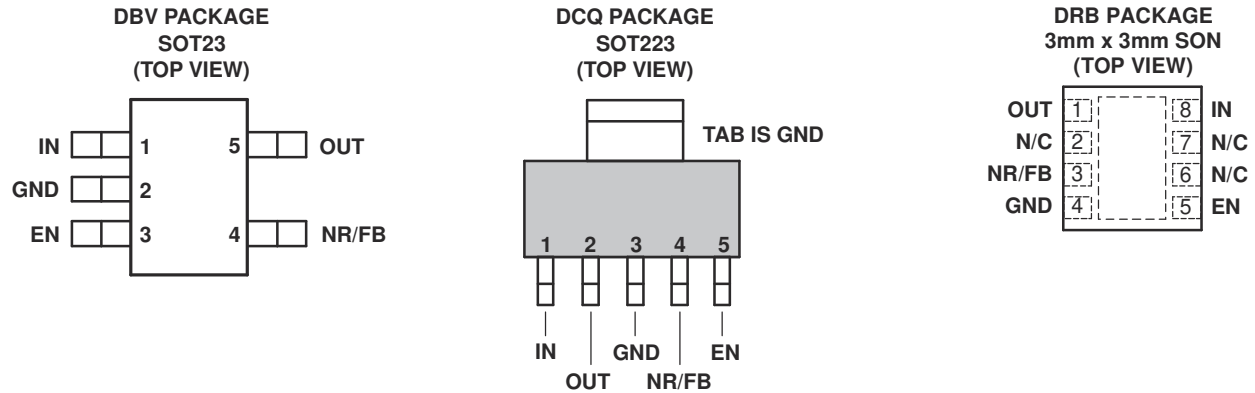 DBV PACKAGE
SOT23
(TOP VIEW)
IN 1 5 OUT
GND 2
EN 3 4 NR/FB
DCQ PACKAGE
SOT223
(TOP VIEW)
TAB IS GND
1 2 3 4 5
IN GND EN
OUT NR/FB
DRB PACKAGE
3mm x 3mm SON
(TOP VIEW)
OUT 1 8 IN
N/C 2 7 N/C
NR/FB 3 6 N/C
GND 4 5 EN